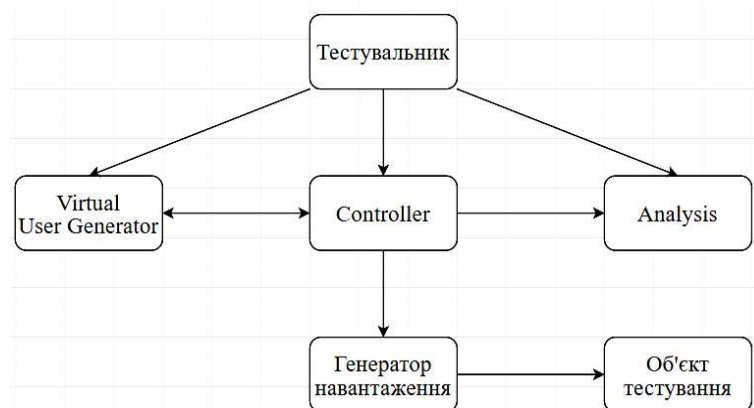 Тестувальник
Virtual
User Generator
Controller
Analysis
Генератор
навантаження
Об'єкт
тестування